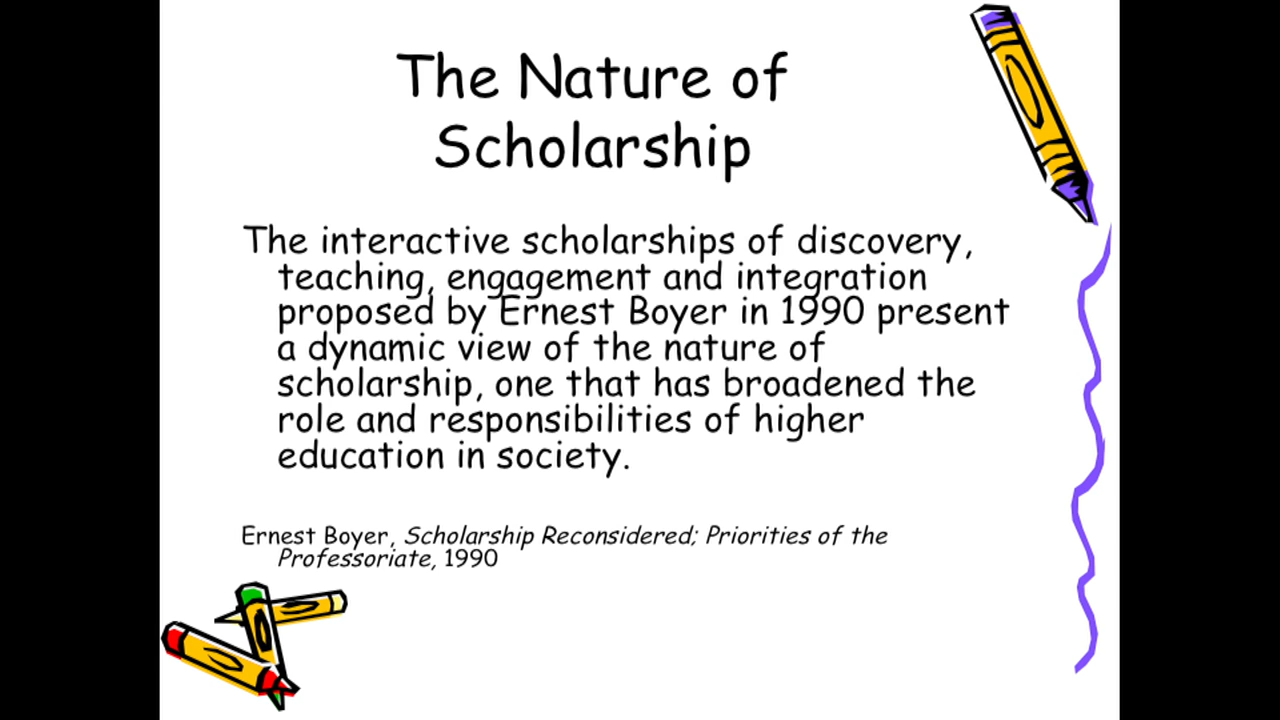 The Nature of
Scholarship
The interactive scholarships of discovery,
teaching, engagement and integration
proposed by Ernest Boyer in 1990 present
a dynamic view of the nature of
scholarship, one that has broadened the
role and responsibilities of higher
education in society.
Ernest Boyer, Scholarship Reconsidered; Priorities of the
Professoriate, 1990